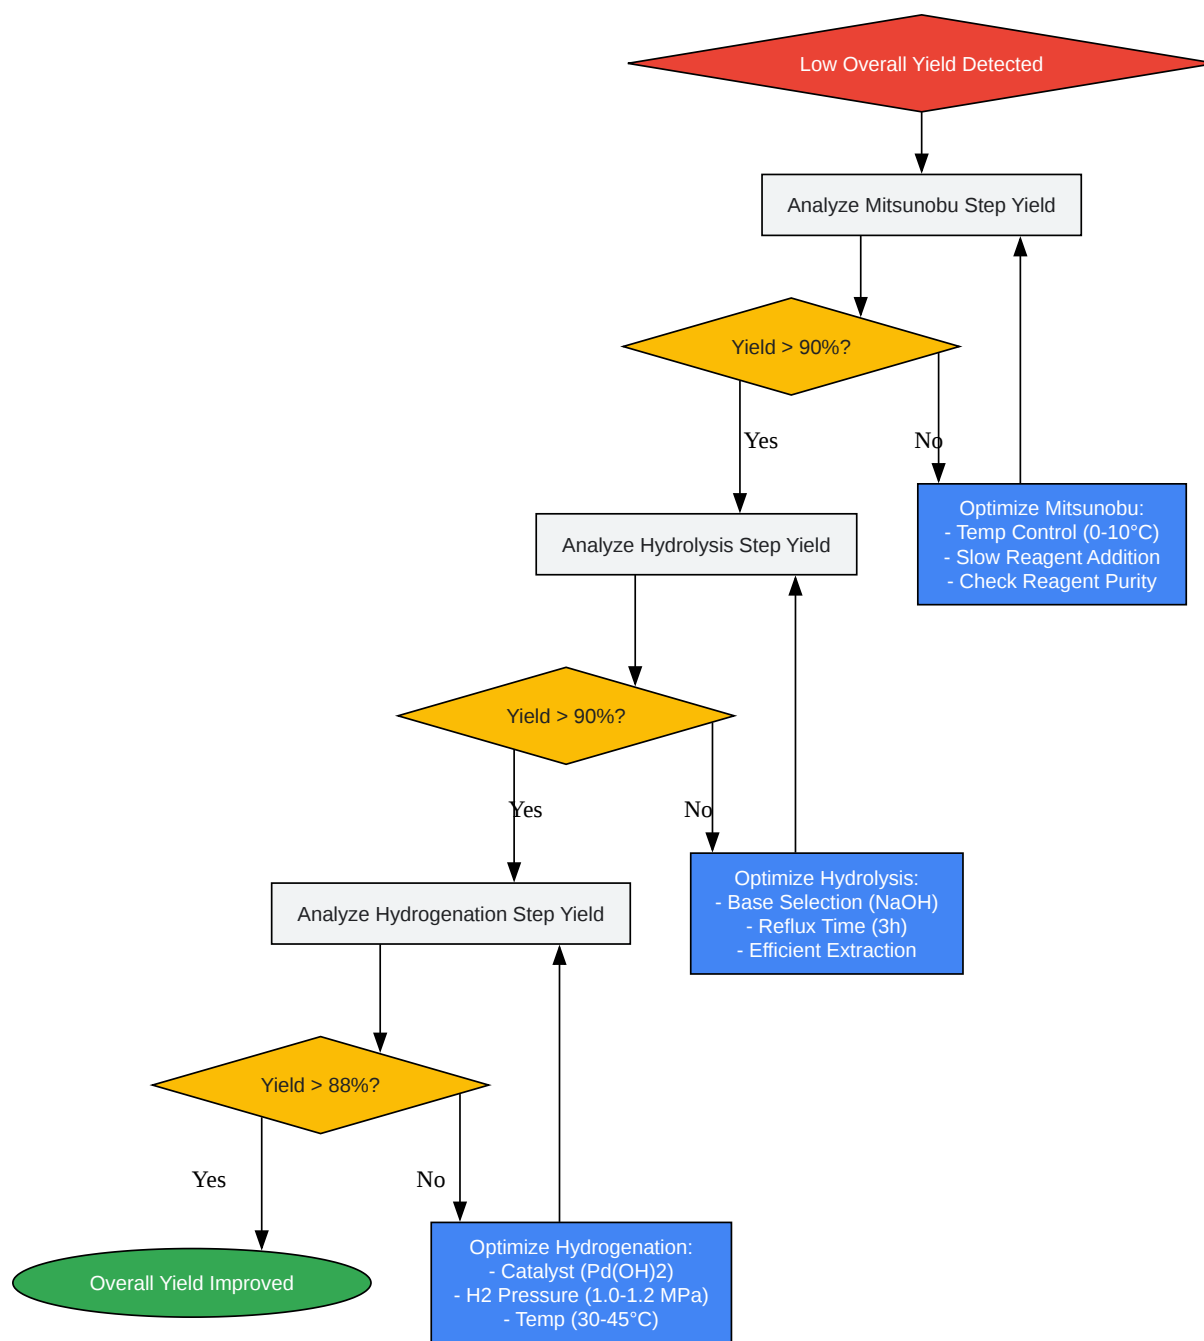 Low Overall Yield Detected
Analyze Mitsunobu Step Yield
Yield > 90%?
Yes
No
Optimize Mitsunobu:
- Temp Control (0-10°C)
- Slow Reagent Addition
- Check Reagent Purity
Analyze Hydrolysis Step Yield
Yield > 90%?
Yes
No
Optimize Hydrolysis:
- Base Selection (NaOH)
- Reflux Time (3h)
- Efficient Extraction
Analyze Hydrogenation Step Yield
Yield > 88%?
Yes
No
Optimize Hydrogenation:
- Catalyst (Pd(OH)2)
- H2 Pressure (1.0-1.2 MPa)
- Temp (30-45°C)
Overall Yield Improved